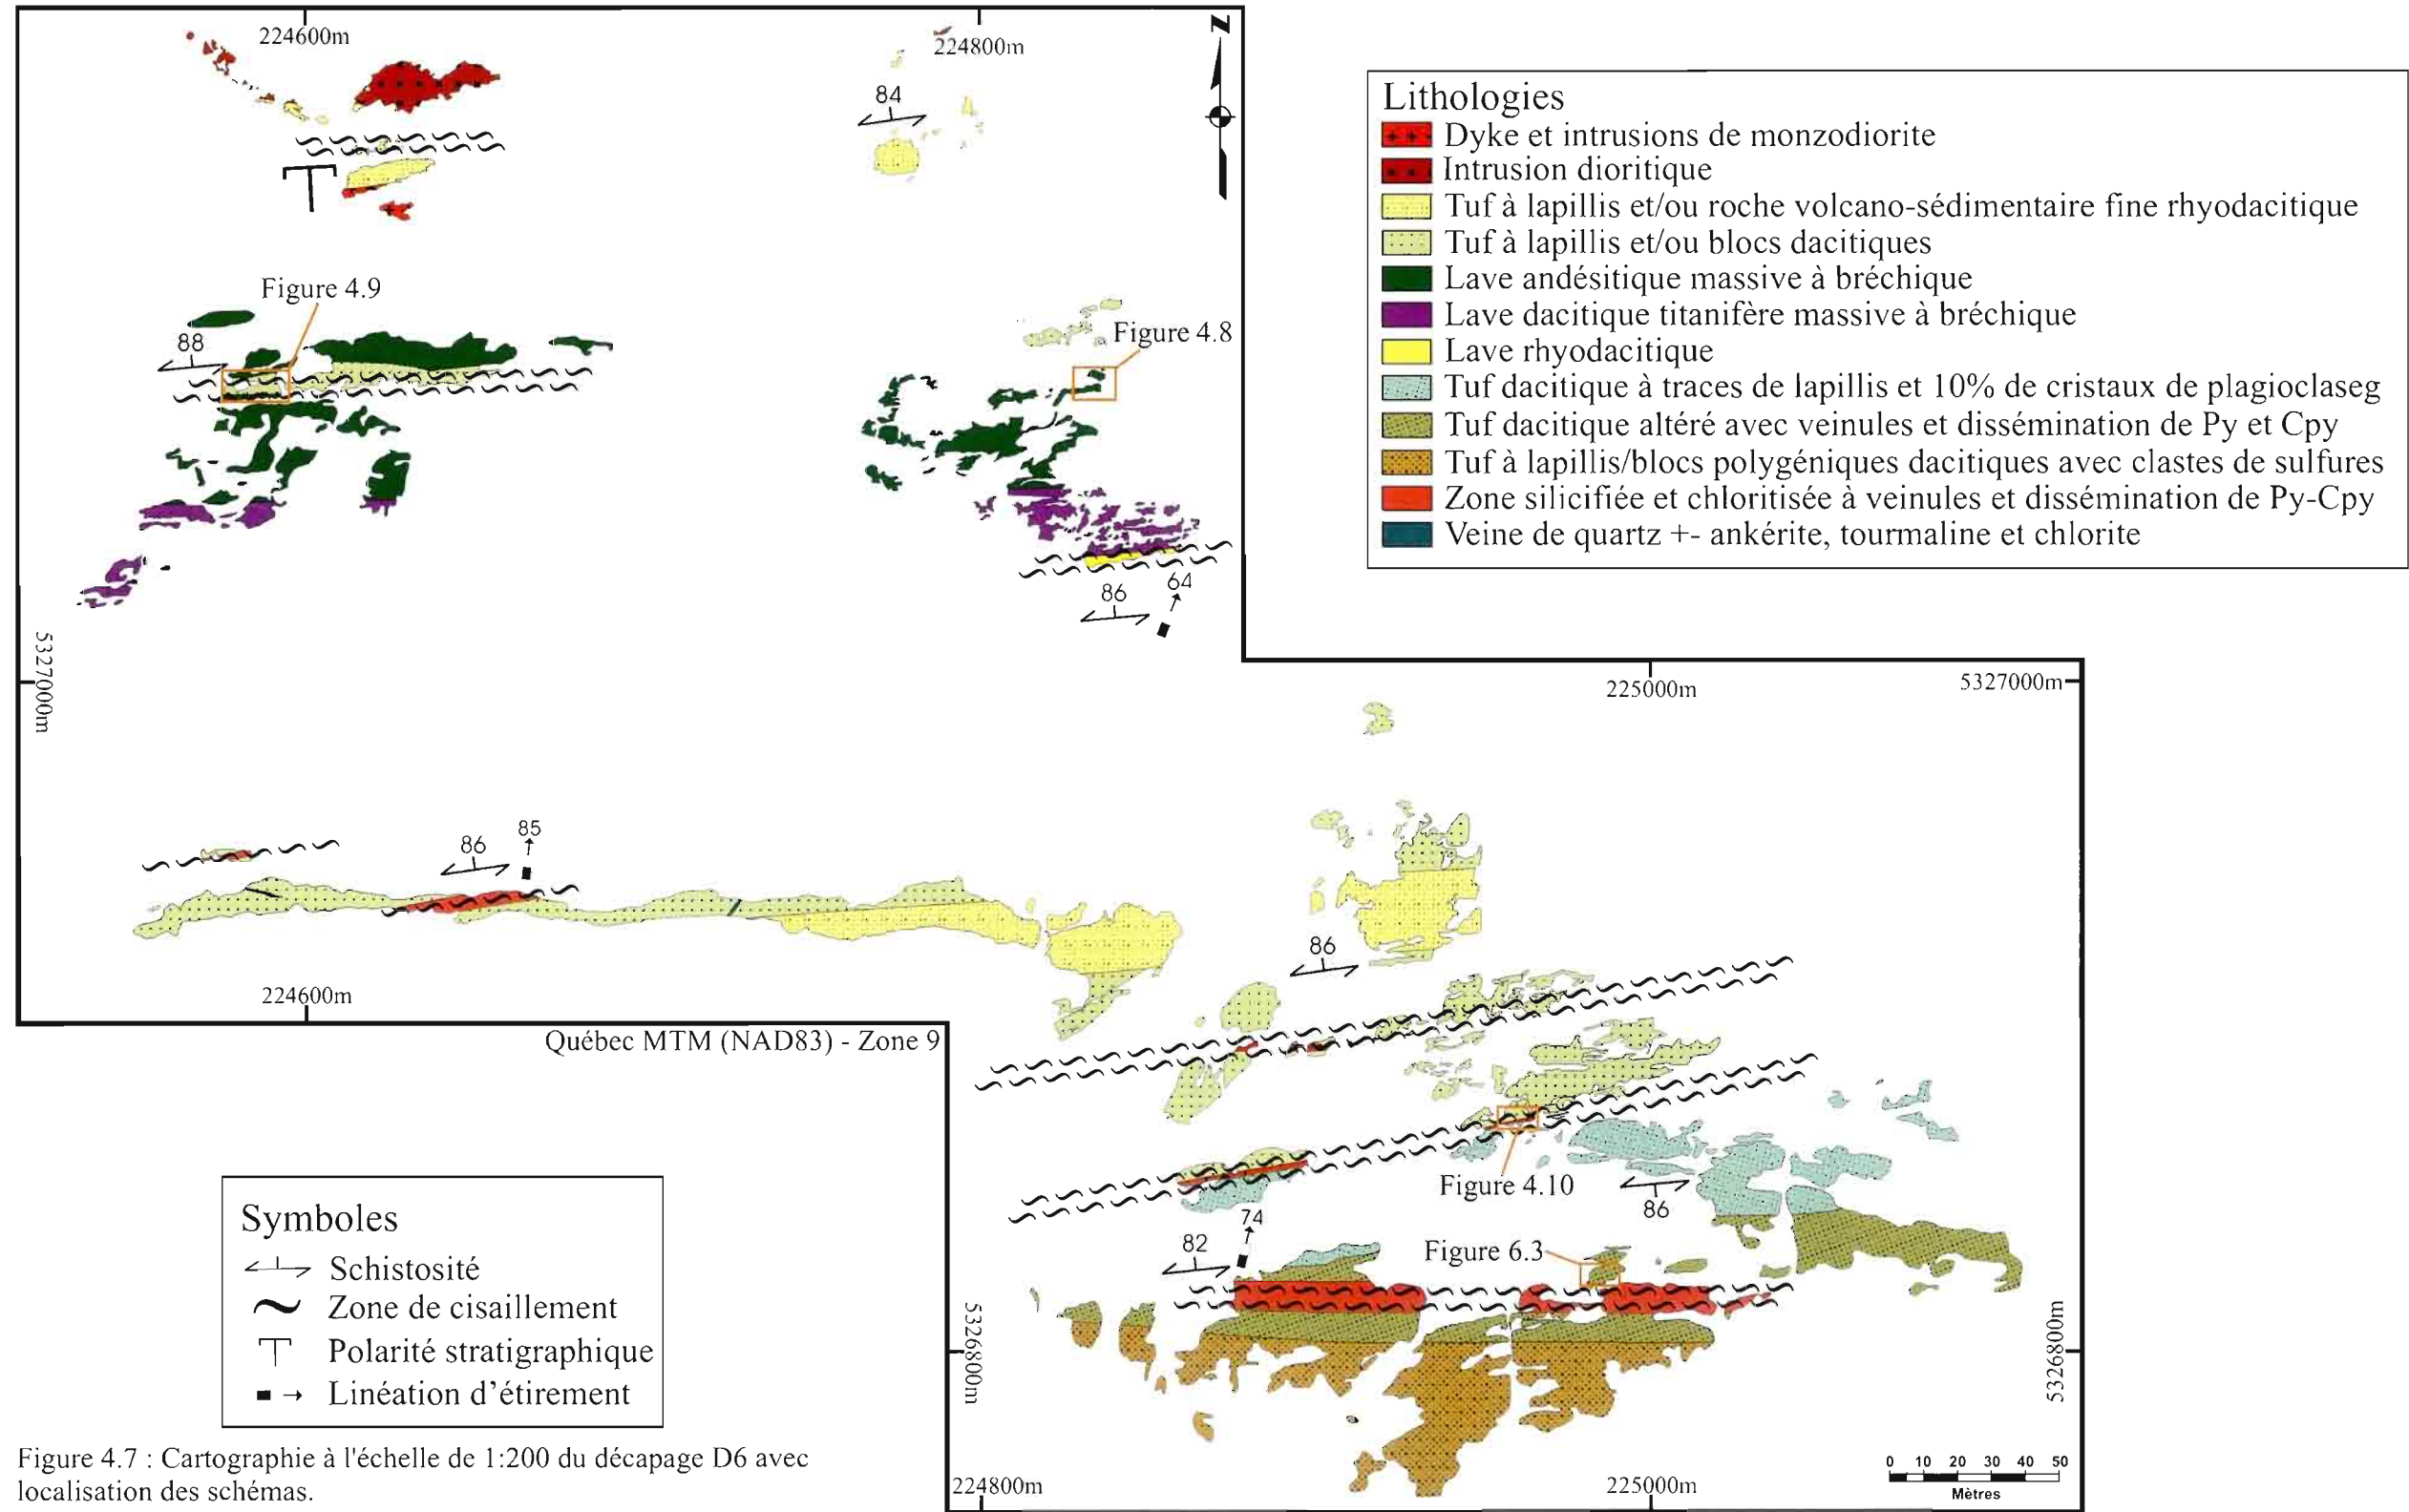 224600m
224800m
N
84
Figure 4.9
88
Figure 4.8
64
86
5327000m
Lithologies
Dyke et intrusions de monzodiorite
Intrusion dioritique
Tuf à lapillis et/ou roche volcano-sédimentaire fine rhyodacitique
Tuf à lapillis et/ou blocs dacitiques
Lave andésitique massive à bréchique
Lave dacitique titanifère massive à bréchique
Lave rhyodacitique
Tuf dacitique à traces de lapillis et 10% de cristaux de plagioclaseg
Tuf dacitique altéré avec veinules et dissémination de Py et Cpy
Tuf à lapillis/blocs polygéniques dacitiques avec clastes de sulfures
Zone silicifiée et chloritisée à veinules et dissémination de Py-Cpy
Veine de quartz +- ankérite, tourmaline et chlorite
225000m
5327000m
86
85
86
224600m
Québec MTM (NAD83) - Zone 9
Figure 4.10
86
74
82
Figure 6.3
5326800m
5326800m
224800m
225000m
0 10 20 30 40 50
Mètres
Symboles
Schistosité
Zone de cisaillement
Polarité stratigraphique
Linéation d'étirement
Figure 4.7 : Cartographie à l'échelle de 1:200 du décapage D6 avec
localisation des schémas.